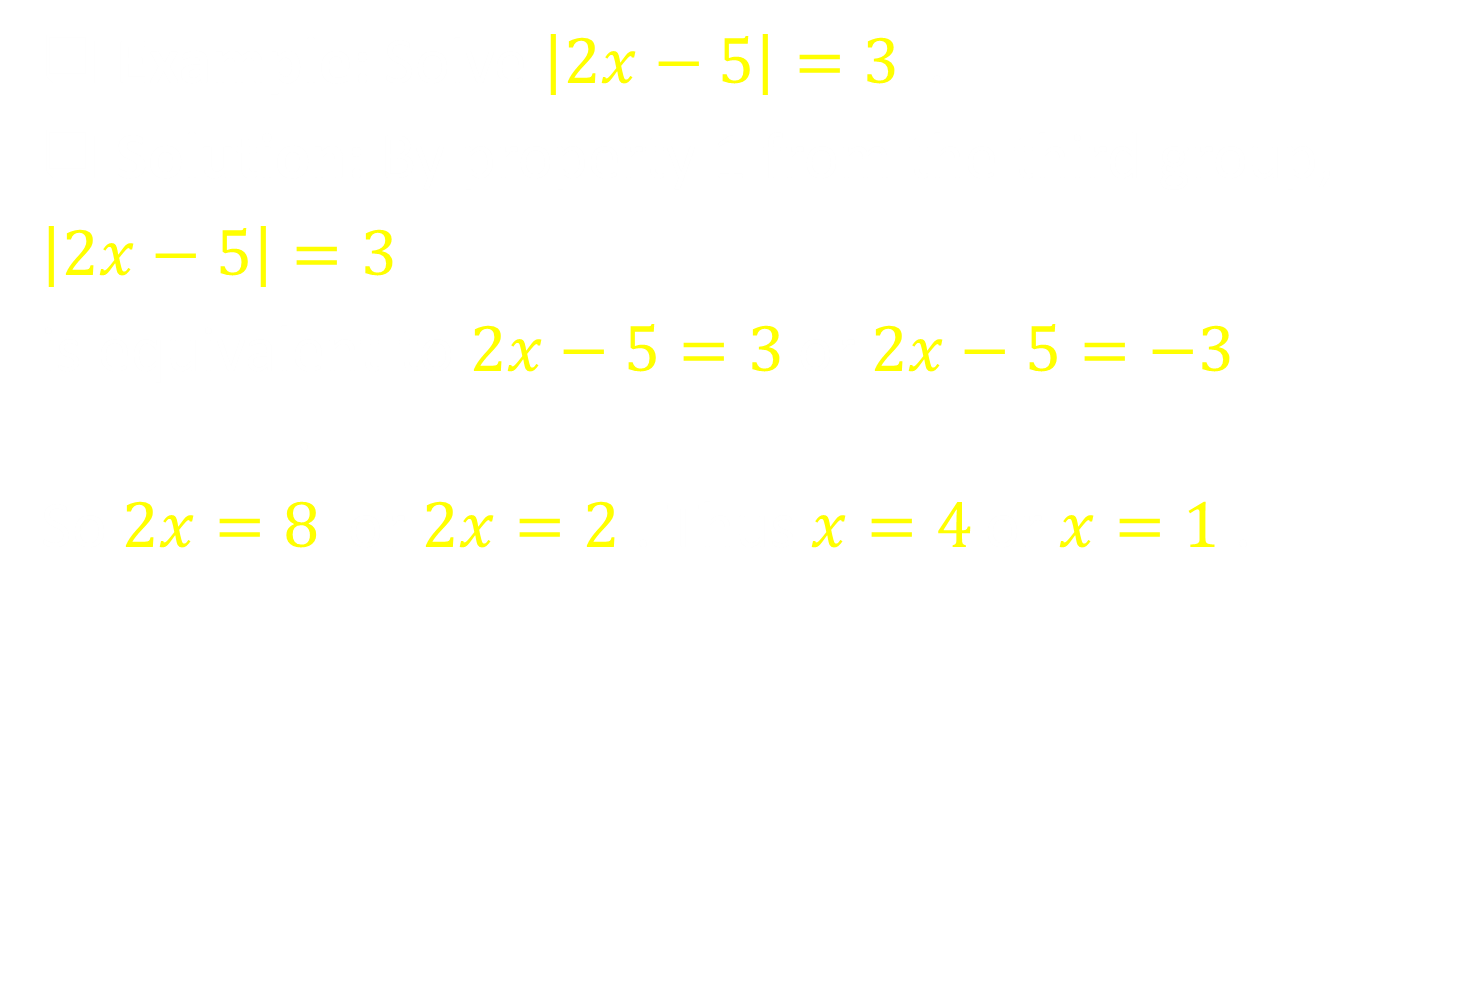 |2x − 5| = 3
|2x − 5| = 3
2x − 5 = 3 2x − 5 = −3
2x = 8 2x = 2 x = 4 x = 1